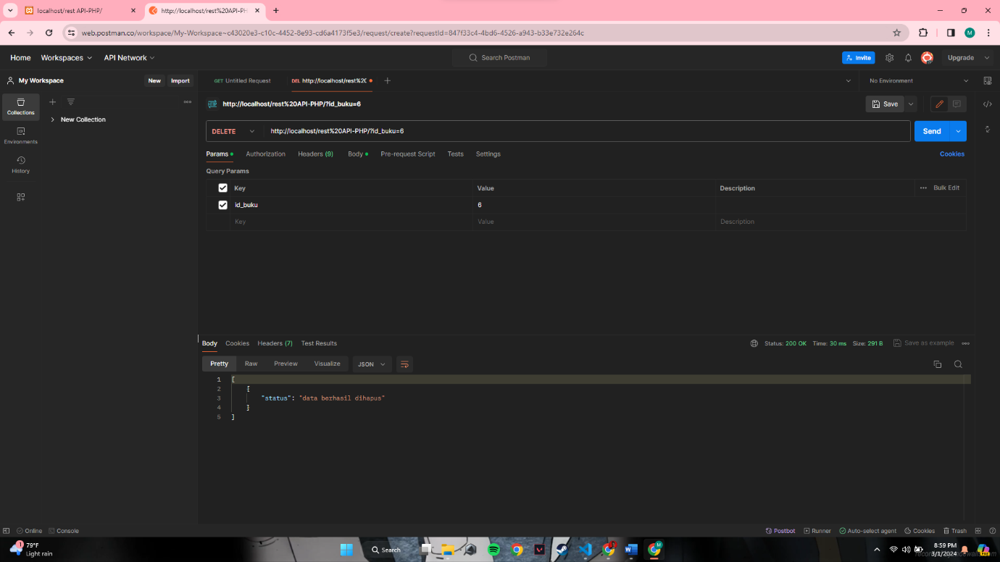 localhost/rest API-PHP/
http://localhost/rest%20API-PH
web.postman.co/workspace/My-Workspace~c43020e3-c10c-4452-8e93-cd6a4173f5e3/request/create?requestId=847f33c4-4bd6-4526-a943-b33e732e264c
M
Home Workspaces API Network Search Postman Invite Upgrade
My Workspace New Import GET Untitled Request DEL http://localhost/rest%2 No Environment
Collections
New Collection
Environments
History
HTTP http://localhost/rest%20API-PHP/?id_buku=6 Save
DELETE http://localhost/rest%20API-PHP/?id_buku=6 Send
Params Authorization Headers (9) Body Pre-request Script Tests Settings Cookies
Query Params
Key Value Description Bulk Edit
id_buku 6
Key Value Description
Body Cookies Headers (7) Test Results Status: 200 OK Time: 30 ms Size: 291 B Save as example
Pretty Raw Preview Visualize JSON
1 [
2 {
3 "status": "data berhasil dihapus"
4 }
5 ]
Online Console Postbot Runner Auto-select agent Cookies Trash
1 79°F
Light rain
Search
M
8:59 PM
3/1/2024